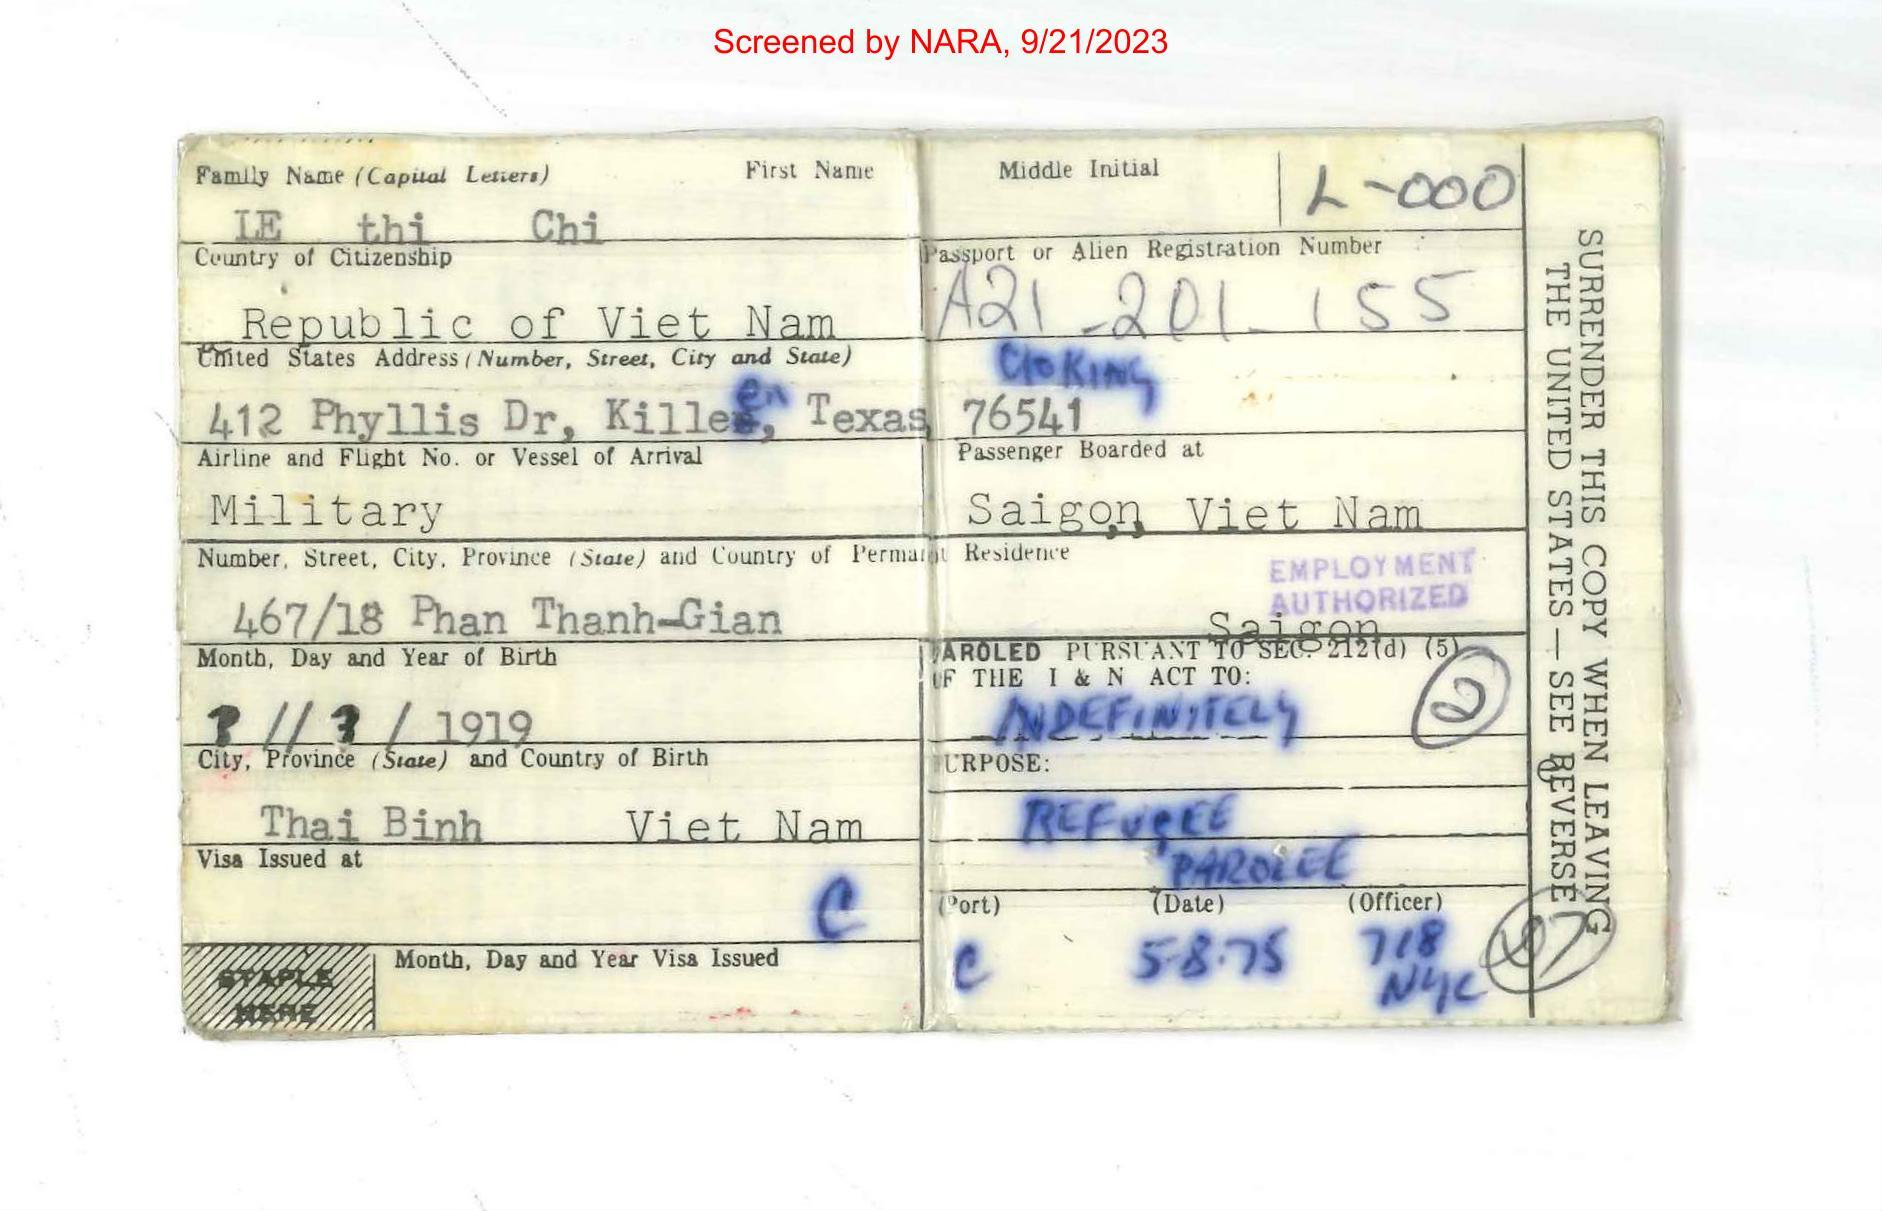 Screened by NARA, 9/21/2023
Family Name (Capital Letters) First Name Middle Initial
L-000
LE thi Chi
Country of Citizenship Passport or Alien Registration Number
Republic of Viet Nam A21-201-155
United States Address (Number, Street, City and State) C/O KING
en
412 Phyllis Dr, Killee, Texas 76541
Airline and Flight No. or Vessel of Arrival Passenger Boarded at
Military Saigon, Viet Nam
Number, Street, City, Province (State) and Country of Permanent Residence
EMPLOYMENT
AUTHORIZED
467/18 Phan Thanh-Gian Saigon
Month, Day and Year of Birth PAROLED PURSUANT TO SEC. 212(d) (5)
OF THE I & N ACT TO:
? // ? / 1919 INDEFINITELY 2
City, Province (State) and Country of Birth PURPOSE:
Thai Binh Viet Nam REFUGEE
Visa Issued at PAROLEE
C
(Port) (Date) (Officer)
STAPLE
HERE
Month, Day and Year Visa Issued
C 5-8-75 718
NYC
SURRENDER THIS COPY WHEN LEAVING
THE UNITED STATES — SEE REVERSE